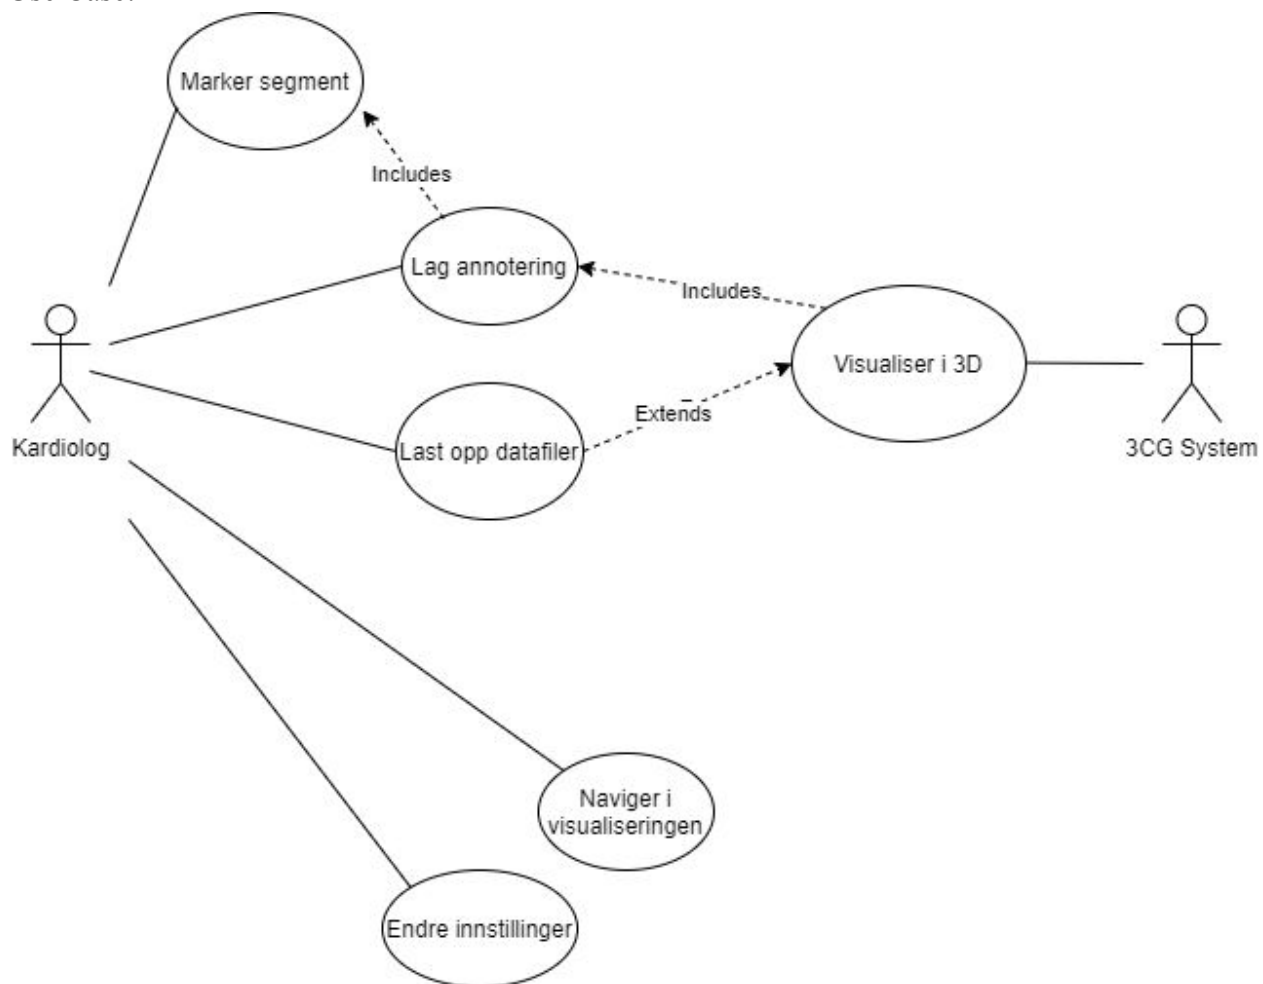 Marker segment
Includes
Lag annotering
Includes
Visualiser i 3D
Extends
Last opp datafiler
Kardiolog
3CG System
Naviger i
visualiseringen
Endre innstillinger